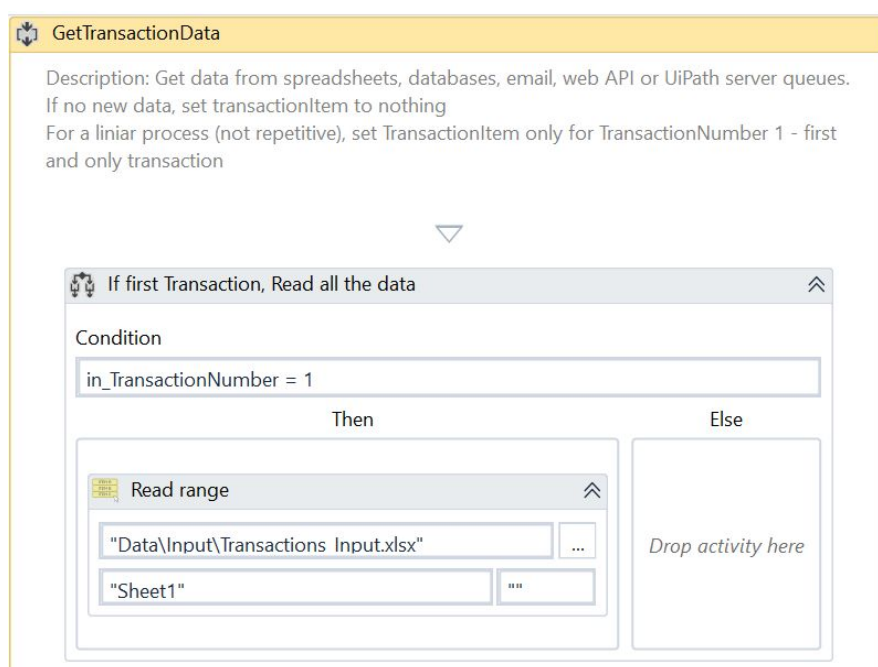 GetTransactionData
Description: Get data from spreadsheets, databases, email, web API or UiPath server queues.
If no new data, set transactionItem to nothing
For a liniar process (not repetitive), set TransactionItem only for TransactionNumber 1 - first
and only transaction
If first Transaction, Read all the data
Condition
in_TransactionNumber = 1
Then
Else
Read range
"Data\Input\Transactions_Input.xlsx"
...
Drop activity here
"Sheet1"
""